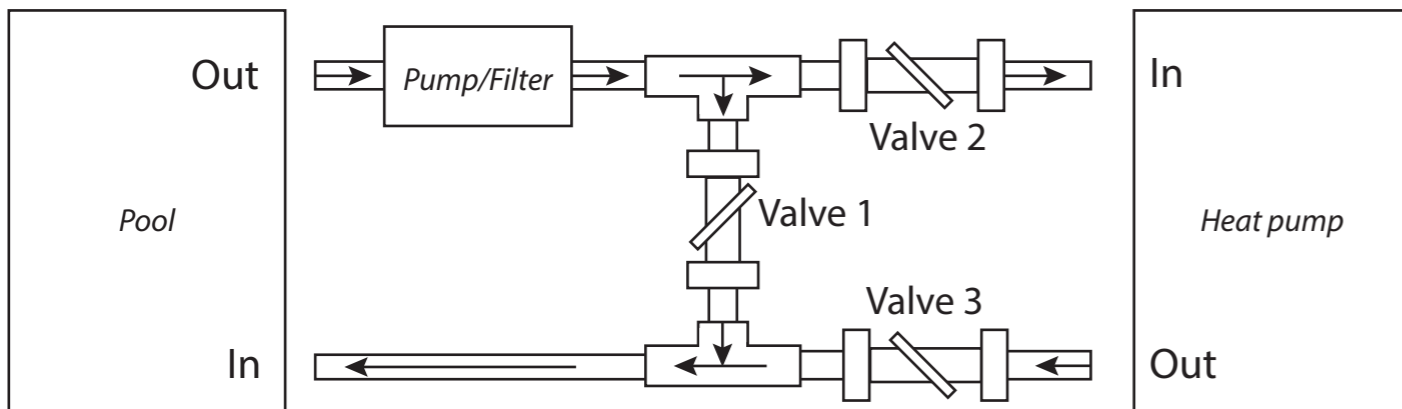 Out
Pump/Filter
In
Valve 2
Pool
Valve 1
Heat pump
Valve 3
In
Out